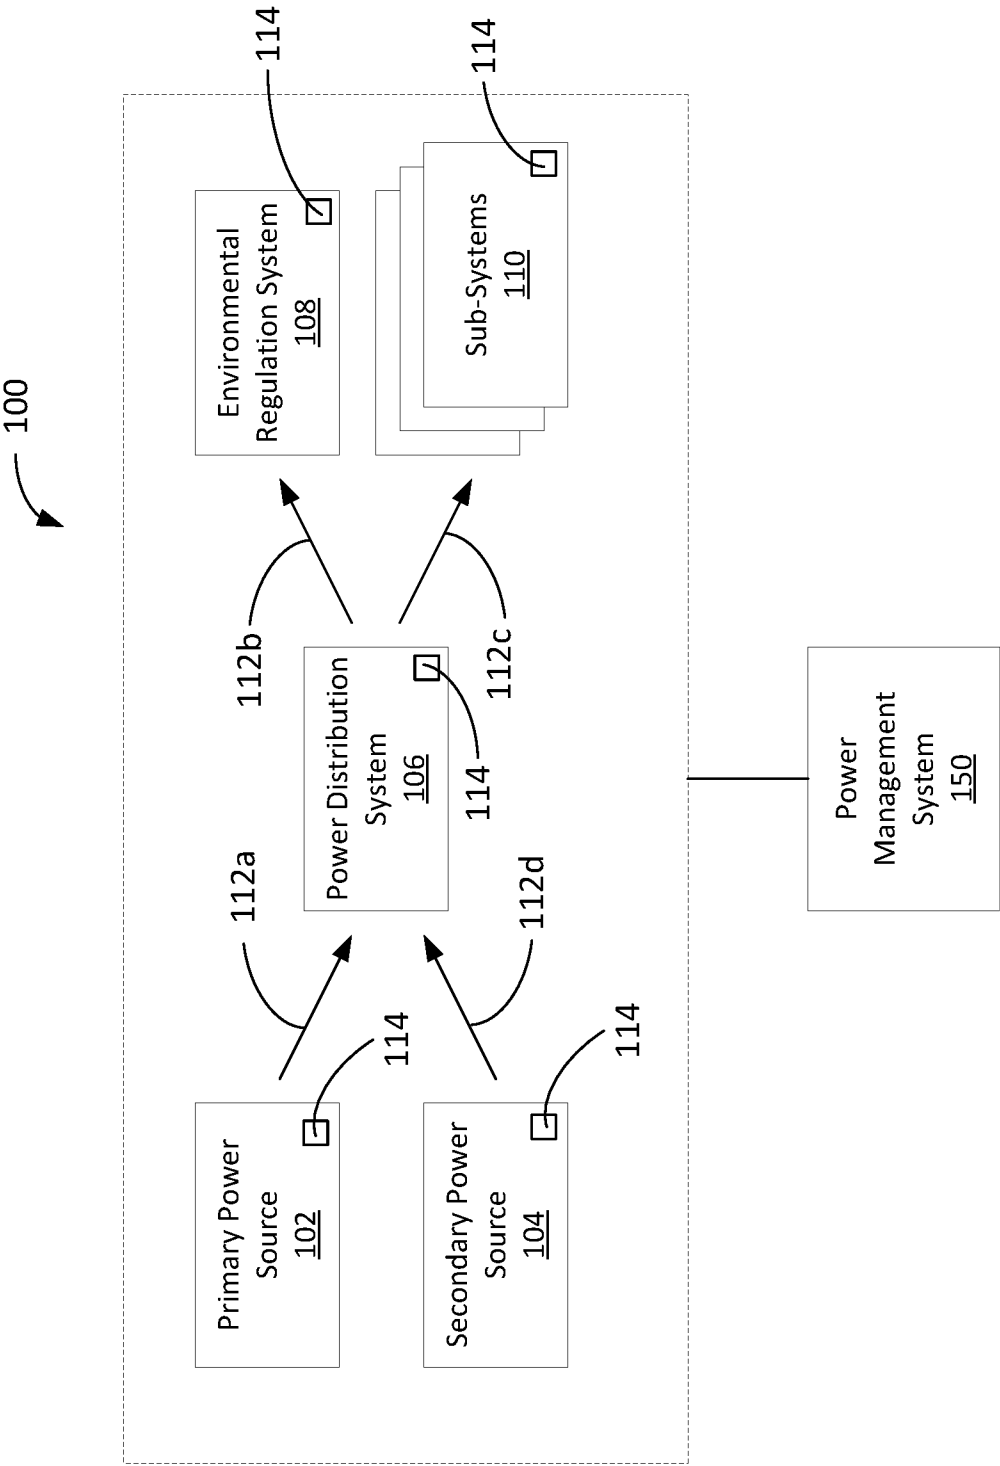 100
Primary Power
Source
102
114
Secondary Power
Source
104
114
112a
112d
Power Distribution
System
106
114
112b
112c
Environmental
Regulation System
108
114
Sub-Systems
110
114
Power
Management
System
150